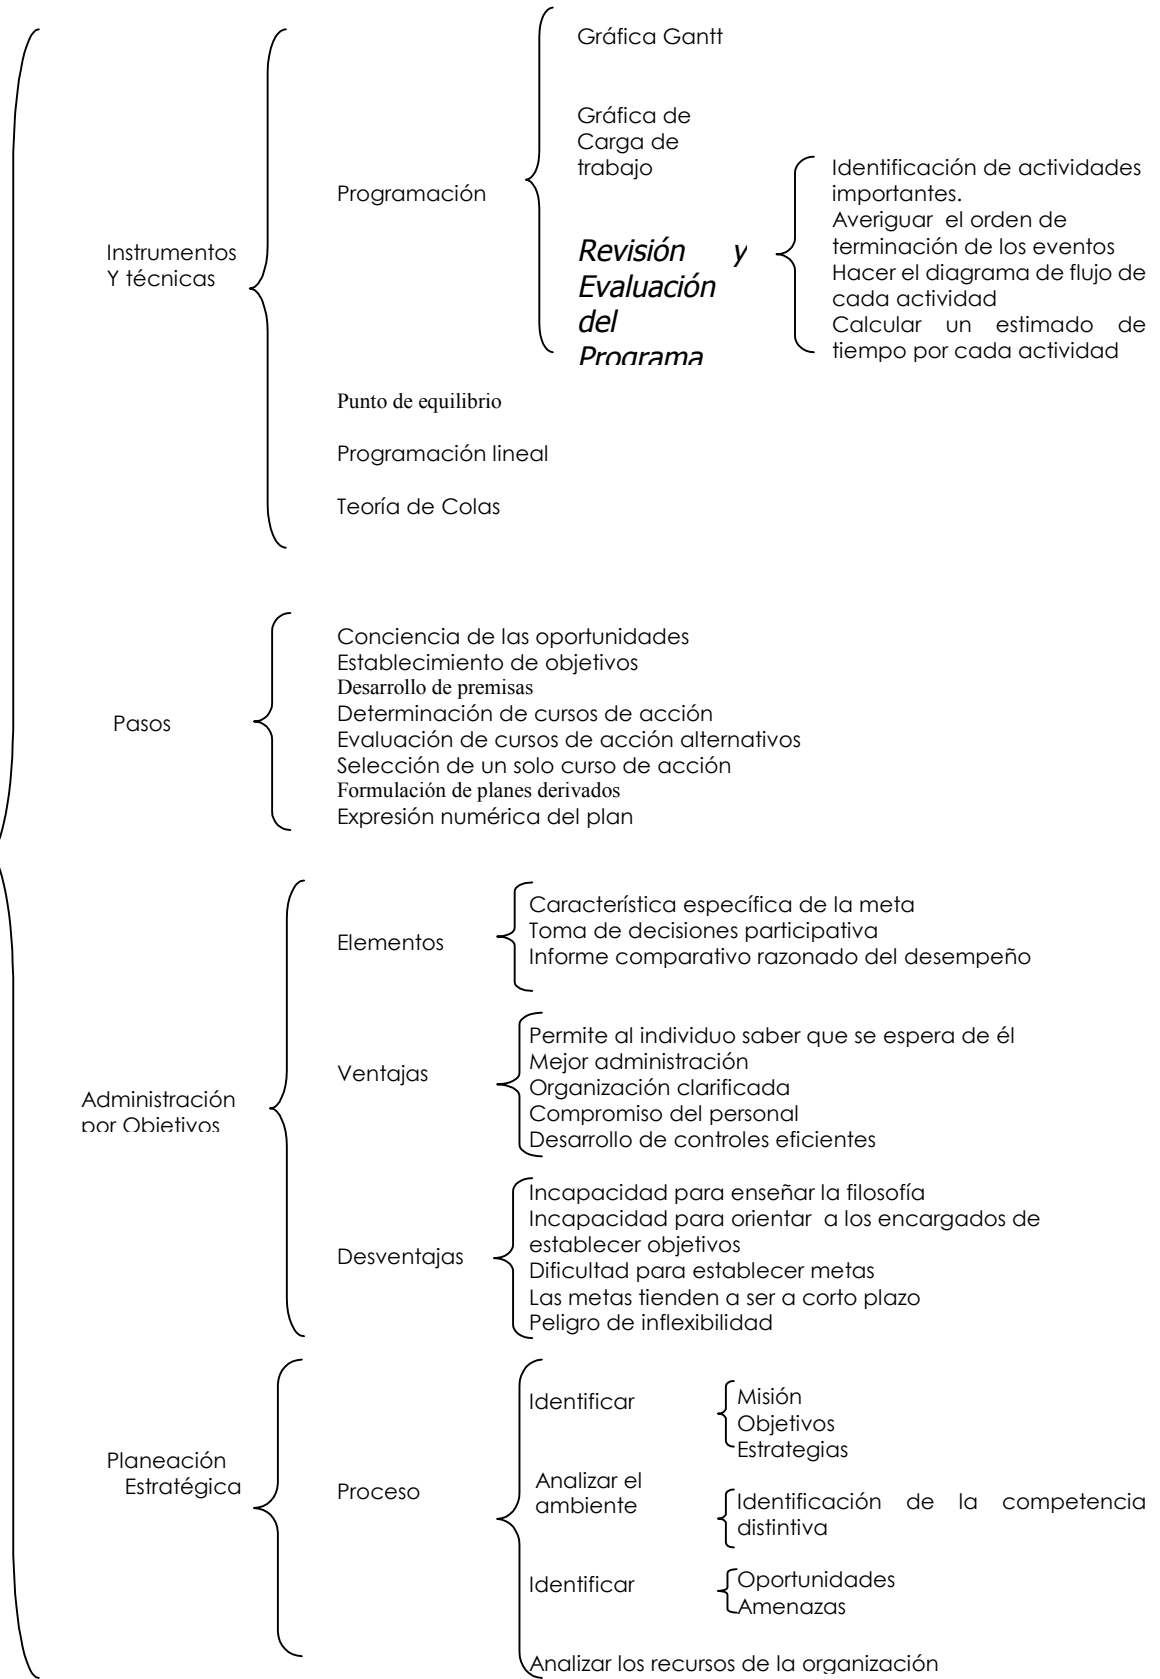 Gráfica Gantt
Gráfica de
Carga de
trabajo
Programación
Identificación de actividades
importantes.
Averiguar  el orden de
terminación de los eventos
Hacer el diagrama de flujo de
cada actividad
Calcular un estimado de
tiempo por cada actividad
Instrumentos
Y técnicas
Revisión y
Evaluación
del
Programa
Punto de equilibrio
Programación lineal
Teoría de Colas
Pasos
Conciencia de las oportunidades
Establecimiento de objetivos
Desarrollo de premisas
Determinación de cursos de acción
Evaluación de cursos de acción alternativos
Selección de un solo curso de acción
Formulación de planes derivados
Expresión numérica del plan
Administración
por Objetivos
Elementos
Característica específica de la meta
Toma de decisiones participativa
Informe comparativo razonado del desempeño
Ventajas
Permite al individuo saber que se espera de él
Mejor administración
Organización clarificada
Compromiso del personal
Desarrollo de controles eficientes
Desventajas
Incapacidad para enseñar la filosofía
Incapacidad para orientar  a los encargados de
establecer objetivos
Dificultad para establecer metas
Las metas tienden a ser a corto plazo
Peligro de inflexibilidad
Planeación
Estratégica
Proceso
Identificar
Misión
Objetivos
Estrategias
Analizar el
ambiente
Identificación de la competencia
distintiva
Identificar
Oportunidades
Amenazas
Analizar los recursos de la organización